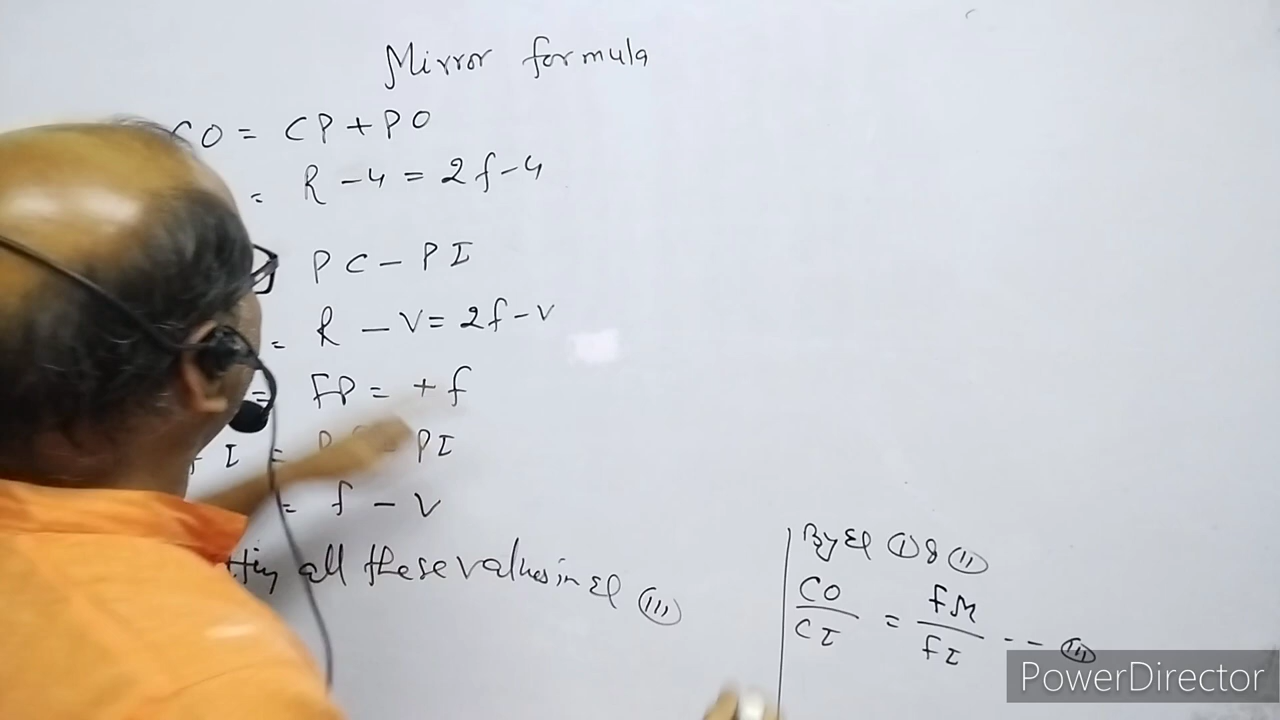 Mirror formula
CO = CP + PO
= R - u = 2f - u
PC - PI
= R - v = 2f - v
= FP = + f
I = PI
= f - v
all these values in Eq (III)
By Eq (I) & (II)
CO/CI = FM/FI -- (III)
PowerDirector